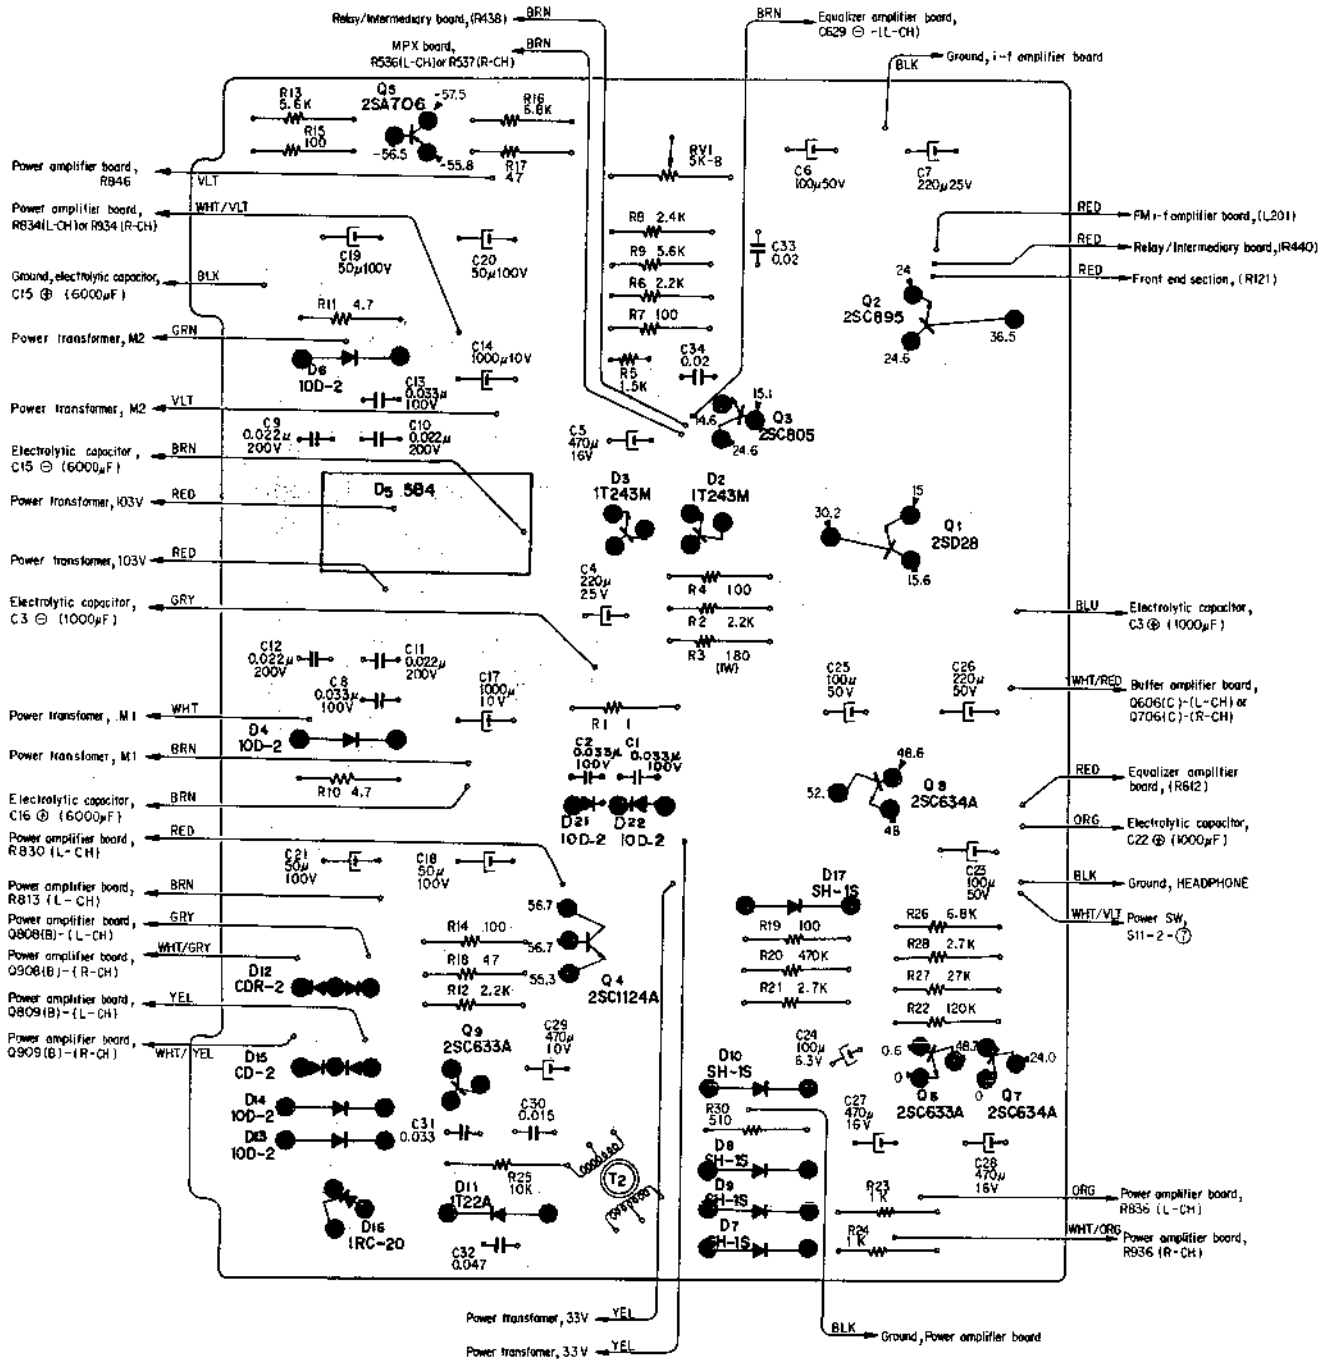 Relay/Intermediary board, (R438)
BRN
BRN
Equalizer amplifier board,
C629 ⊖ -(L-CH)
MPX board,
R536(L-CH) or R537(R-CH)
BRN
BLK
Ground, i-f amplifier board
R13
5.6K
Q5
2SA706
-57.5
R16
6.8K
R15
100
-56.5
-55.8
R17
47
RV1
5K-B
C6
100µ50V
C7
220µ25V
Power amplifier board,
R846
VLT
Power amplifier board,
R834(L-CH) or R934(R-CH)
WHT/VLT
R8 2.4K
RED
FM i-f amplifier board, (L201)
C19
50µ100V
C20
50µ100V
R9 5.6K
C33
0.02
RED
Relay/Intermediary board, (R440)
Ground, electrolytic capacitor,
C15 ⊕ (6000µF)
BLK
R6 2.2K
RED
Front end section, (R121)
R11 4.7
R7 100
24
Q2
2SC895
36.5
24.6
Power transformer, M2
GRN
C14
1000µ10V
R5
1.5K
C34
0.02
D6
10D-2
C13
0.033µ
100V
Power transformer, M2
VLT
15.1
14.6
Q3
2SC805
24.6
C9
0.022µ
200V
C10
0.022µ
200V
C5
470µ
16V
Electrolytic capacitor,
C15 ⊖ (6000µF)
BRN
D5 5B4
D3
1T243M
D2
1T243M
Power transformer, 103V
RED
30.2
15
Q1
2SD28
15.6
Power transformer, 103V
RED
C4
220µ
25V
R4 100
Electrolytic capacitor,
C3 ⊖ (1000µF)
GRY
R2 2.2K
BLU
Electrolytic capacitor,
C3 ⊕ (1000µF)
R3 180
(1W)
C12
0.022µ
200V
C11
0.022µ
200V
C8
0.033µ
100V
C17
1000µ
10V
C25
100µ
50V
C26
220µ
50V
WHT/RED
Buffer amplifier board,
Q606(C)-(L-CH) or
Q706(C)-(R-CH)
Power transfomer, M1
WHT
R1 1
D4
10D-2
C2
0.033µ
100V
C1
0.033µ
100V
Power transfomer, M1
BRN
R10 4.7
48.6
52.
Q8
2SC634A
48
RED
Equalizer amplifier
board, (R612)
Electrolytic capacitor,
C16 ⊕ (6000µF)
BRN
D21
10D-2
D22
10D-2
ORG
Electrolytic capacitor,
C22 ⊕ (1000µF)
Power amplifier board,
R830 (L-CH)
RED
C21
50µ
100V
C18
50µ
100V
C23
100µ
50V
BLK
Ground, HEADPHONE
Power amplifier board,
R813 (L-CH)
BRN
D17
SH-1S
WHT/VLT
Power SW,
S11-2-⑦
56.7
R26 6.8K
Power amplifier board,
Q808(B)-(L-CH)
GRY
R14 100
56.7
R19 100
R28 2.7K
Power amplifier board,
Q908(B)-(R-CH)
WHT/GRY
R18 47
55.3
Q4
2SC1124A
R20 470K
R27 27K
D12
CDR-2
R12 2.2K
R21 2.7K
R22 120K
Power amplifier board,
Q809(B)-(L-CH)
YEL
Q9
2SC633A
C29
470µ
10V
C24
100µ
6.3V
0.6
48.7
24.0
0
0
Q6
2SC633A
Q7
2SC634A
Power amplifier board,
Q909(B)-(R-CH)
WHT/YEL
D15
CD-2
D10
SH-1S
D14
10D-2
C31
0.033
C30
0.015
R30
510
C27
470µ
16V
D13
10D-2
D8
SH-1S
C28
470µ
16V
R25
10K
T2
D9
SH-1S
R23
1K
ORG
Power amplifier board,
R836 (L-CH)
D16
1RC-20
D11
1T22A
D7
SH-1S
R24
1K
WHT/ORG
Power amplifier board,
R936 (R-CH)
C32
0.047
Power transfomer, 33V
YEL
BLK
Ground, Power amplifier board
Power transfomer, 33V
YEL